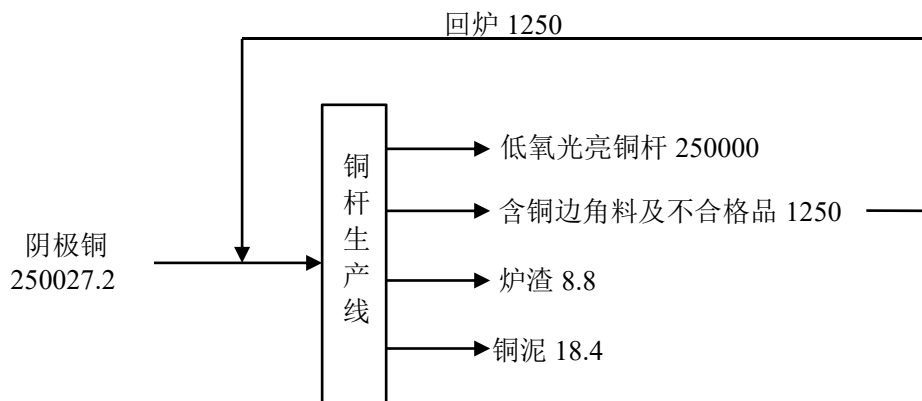 回炉 1250
低氧光亮铜杆 250000
铜杆生产线
含铜边角料及不合格品 1250
阴极铜
250027.2
炉渣 8.8
铜泥 18.4